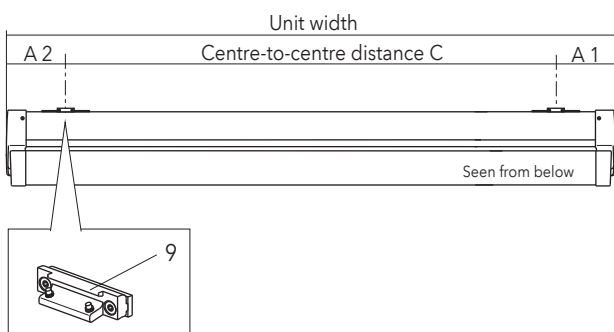 Unit width
A 2 Centre-to-centre distance C A 1
Seen from below
9